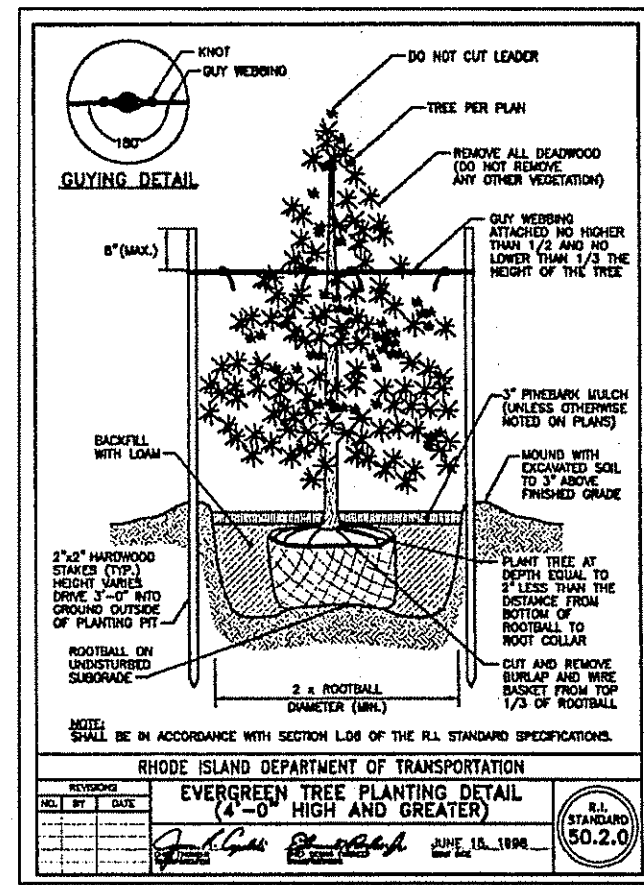 KNOT
GUY WEBBING
180°
GUYING DETAIL
DO NOT CUT LEADER
TREE PER PLAN
REMOVE ALL DEADWOOD
(DO NOT REMOVE
ANY OTHER VEGETATION)
GUY WEBBING
ATTACHED NO HIGHER
THAN 1/2 AND NO
LOWER THAN 1/3 THE
HEIGHT OF THE TREE
(MAX.)
3" PINEBARK MULCH
(UNLESS OTHERWISE
NOTED ON PLANS)
BACKFILL
WITH LOAM
MOUND WITH
EXCAVATED SOIL
TO 3" ABOVE
FINISHED GRADE
2"x2" HARDWOOD
STAKES (TYP.)
HEIGHT VARIES
DRIVE 3'-0" INTO
GROUND OUTSIDE
OF PLANTING PIT
PLANT TREE AT
DEPTH EQUAL TO
2" LESS THAN THE
DISTANCE FROM
BOTTOM OF
ROOTBALL TO
ROOT COLLAR
ROOTBALL ON
UNDISTURBED
SUBGRADE
CUT AND REMOVE
BURLAP AND WIRE
BASKET FROM TOP
1/3 OF ROOTBALL
2 x ROOTBALL
DIAMETER (MIN.)
NOTE:
SHALL BE IN ACCORDANCE WITH SECTION L.06 OF THE R.I. STANDARD SPECIFICATIONS.
RHODE ISLAND DEPARTMENT OF TRANSPORTATION
REVISIONS
NO. BY DATE
EVERGREEN TREE PLANTING DETAIL
(4'-0" HIGH AND GREATER)
JUNE 15, 1998
R.I.
STANDARD
50.2.0